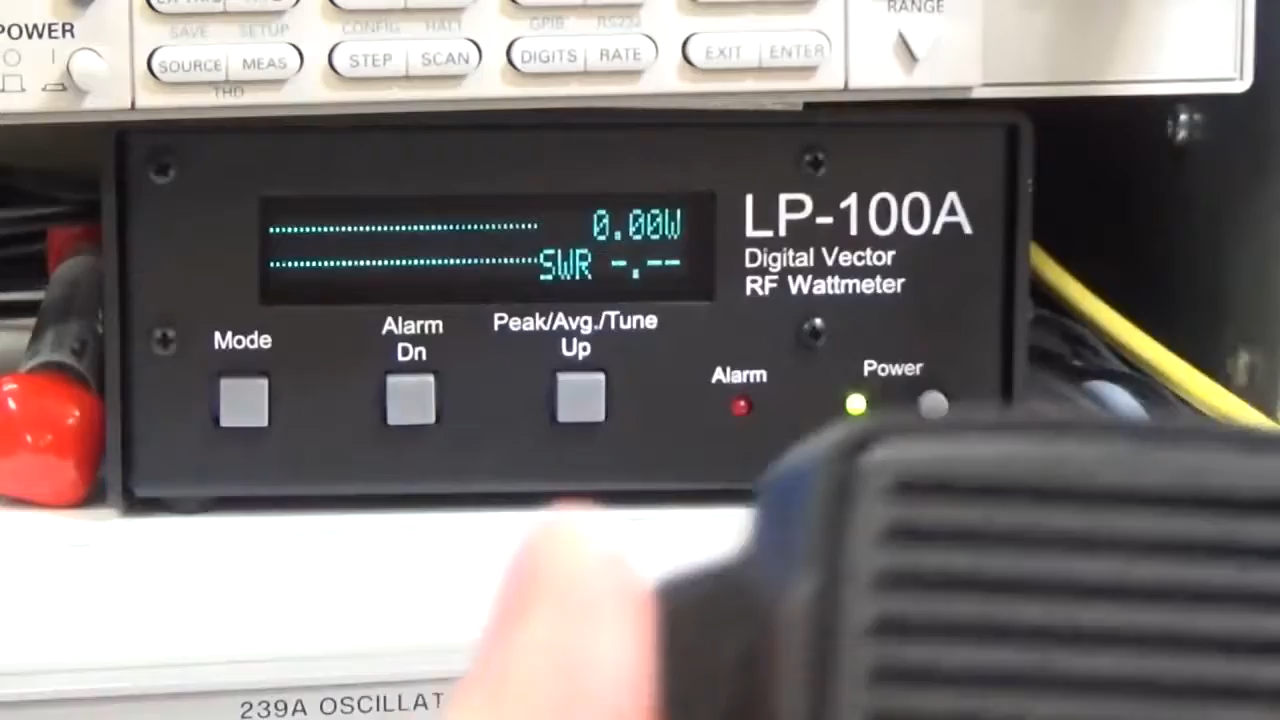 POWER
SAVE SETUP
CONFIG HALT
GPIB RS232
RANGE
SOURCE MEAS
STEP SCAN
DIGITS RATE
EXIT ENTER
THD
0.00W
SWR -.--
LP-100A
Digital Vector
RF Wattmeter
Mode
Alarm
Dn
Peak/Avg./Tune
Up
Alarm
Power
239A OSCILLAT